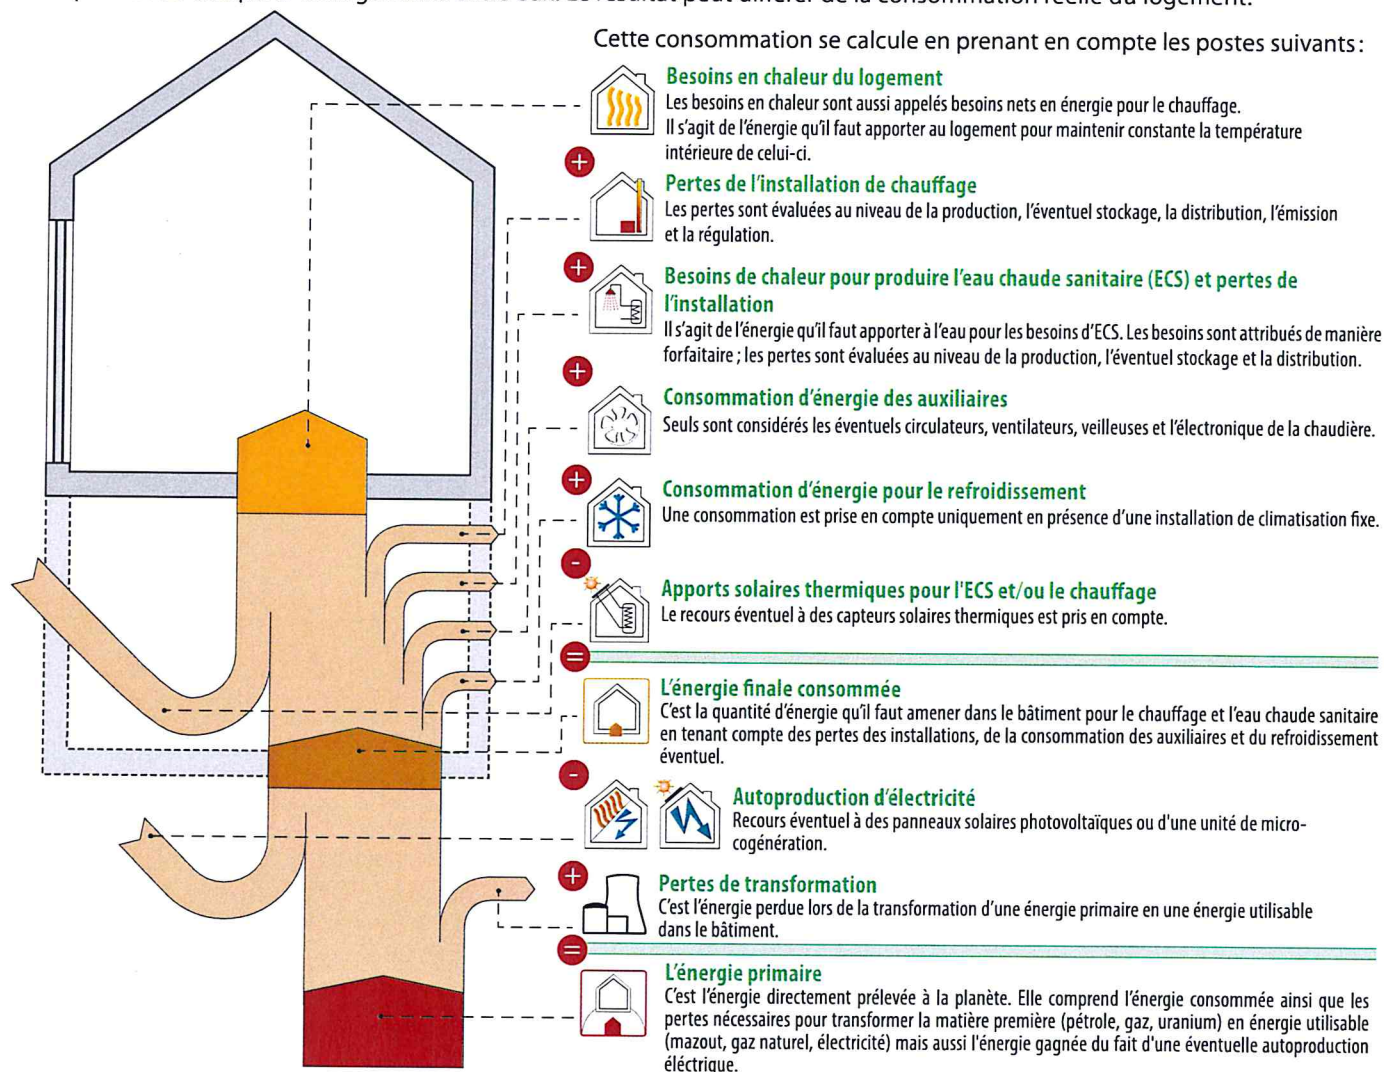 Cette consommation se calcule en prenant en compte les postes suivants :
Besoins en chaleur du logement
Les besoins en chaleur sont aussi appelés besoins nets en énergie pour le chauffage.
Il s'agit de l'énergie qu'il faut apporter au logement pour maintenir constante la température
intérieure de celui-ci.
+
Pertes de l'installation de chauffage
Les pertes sont évaluées au niveau de la production, l'éventuel stockage, la distribution, l'émission
et la régulation.
+
Besoins de chaleur pour produire l'eau chaude sanitaire (ECS) et pertes de
l'installation
Il s'agit de l'énergie qu'il faut apporter à l'eau pour les besoins d'ECS. Les besoins sont attribués de manière
forfaitaire ; les pertes sont évaluées au niveau de la production, l'éventuel stockage et la distribution.
+
Consommation d'énergie des auxiliaires
Seuls sont considérés les éventuels circulateurs, ventilateurs, veilleuses et l'électronique de la chaudière.
+
Consommation d'énergie pour le refroidissement
Une consommation est prise en compte uniquement en présence d'une installation de climatisation fixe.
-
Apports solaires thermiques pour l'ECS et/ou le chauffage
Le recours éventuel à des capteurs solaires thermiques est pris en compte.
=
L'énergie finale consommée
C'est la quantité d'énergie qu'il faut amener dans le bâtiment pour le chauffage et l'eau chaude sanitaire
en tenant compte des pertes des installations, de la consommation des auxiliaires et du refroidissement
éventuel.
-
Autoproduction d'électricité
Recours éventuel à des panneaux solaires photovoltaïques ou d'une unité de micro-
cogénération.
+
Pertes de transformation
C'est l'énergie perdue lors de la transformation d'une énergie primaire en une énergie utilisable
dans le bâtiment.
=
L'énergie primaire
C'est l'énergie directement prélevée à la planète. Elle comprend l'énergie consommée ainsi que les
pertes nécessaires pour transformer la matière première (pétrole, gaz, uranium) en énergie utilisable
(mazout, gaz naturel, électricité) mais aussi l'énergie gagnée du fait d'une éventuelle autoproduction
éléctrique.